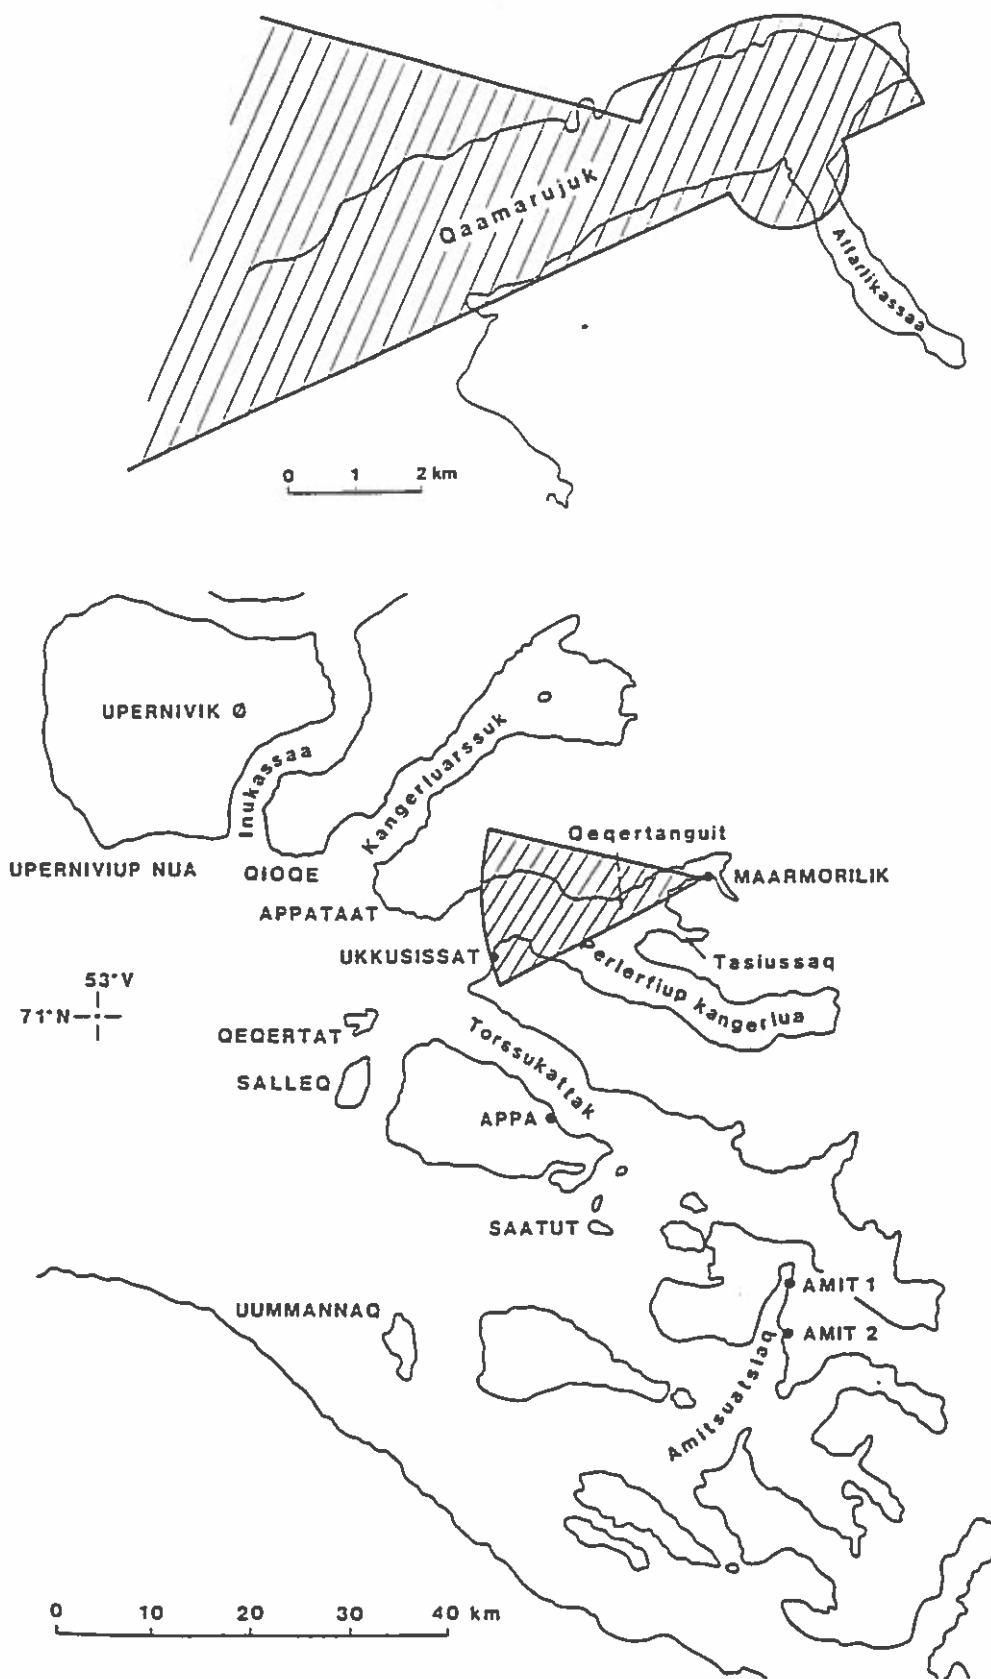 Qaamarujuk
Affarlikassaa
0 1 2 km
UPERNIVIK Ø
Inukassaa
Kangerluarssuk
Qeqertanguit
UPERNIVIUP NUA
QIOQE
MAARMORILIK
APPATAAT
UKKUSISSAT
Perlerfiup kangerlua
Tasiussaq
53°V
71°N
QEQERTAT
Torssukattak
SALLEQ
APPA
SAATUT
AMIT 1
UUMMANNAQ
AMIT 2
Amitsuatsiaq
0 10 20 30 40 km